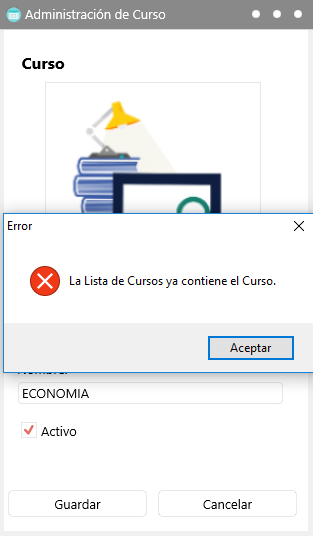 Administración de Curso
Curso
Error
La Lista de Cursos ya contiene el Curso.
Aceptar
ECONOMIA
Activo
Guardar
Cancelar